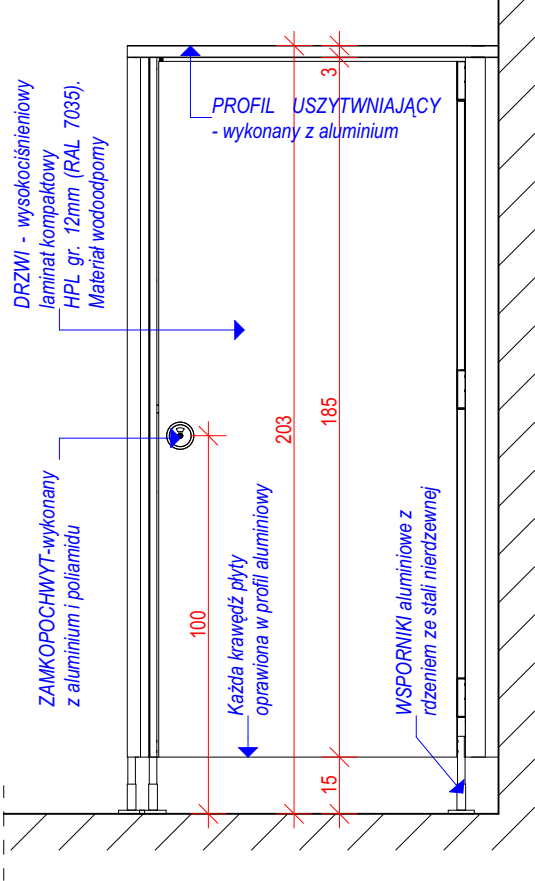 DRZWI - wysokociśnieniowy
laminat kompaktowy
HPL gr. 12mm (RAL 7035).
Materiał wodoodporny
PROFIL USZYTWNIAJĄCY
- wykonany z aluminium
ZAMKOPOCHWYT-wykonany
z aluminium i poliamidu
Każda krawędź płyty
oprawiona w profil aluminiowy
WSPORNIKI aluminiowe z
rdzeniem ze stali nierdzewnej
3
185
203
100
15